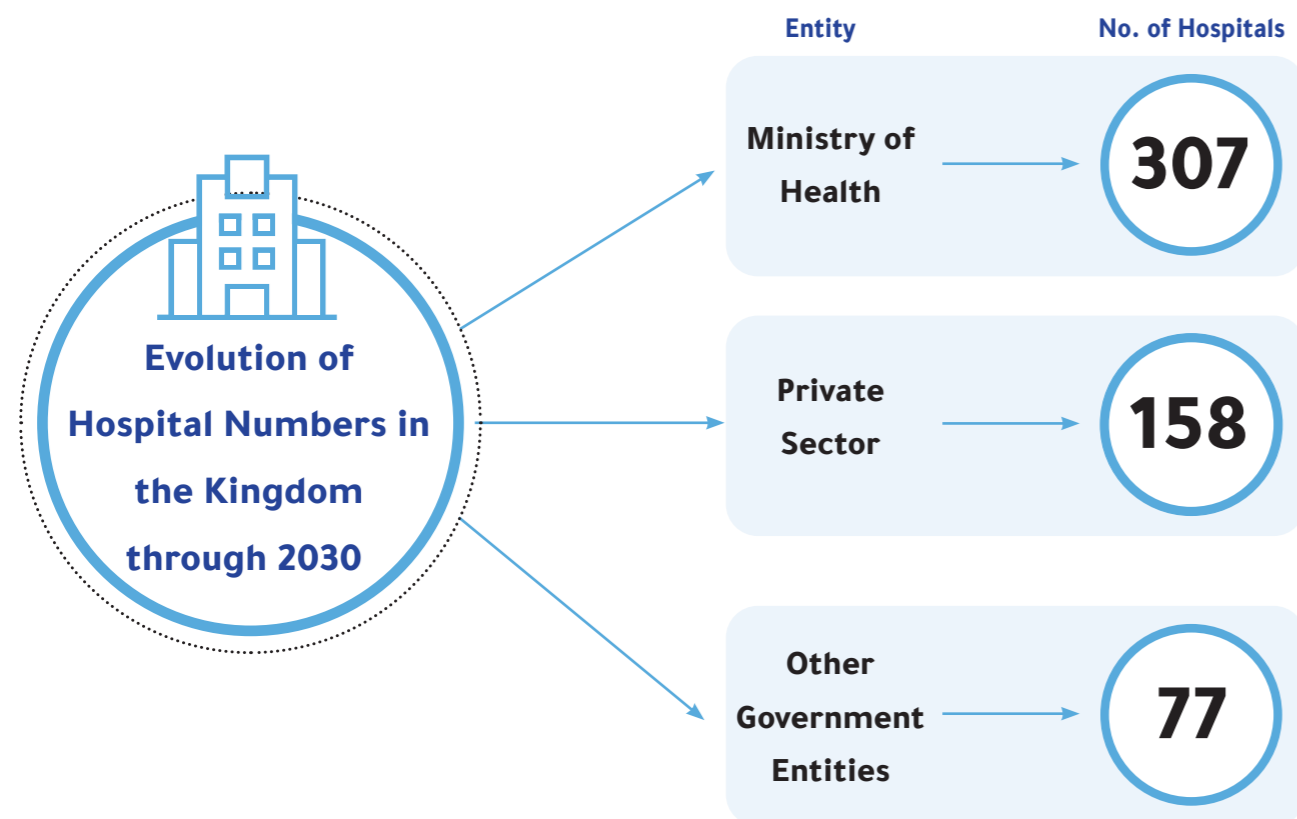 Entity
No. of Hospitals
Evolution of
Hospital Numbers in
the Kingdom
through 2030
Ministry of
Health
307
Private
Sector
158
Other
Government
Entities
77